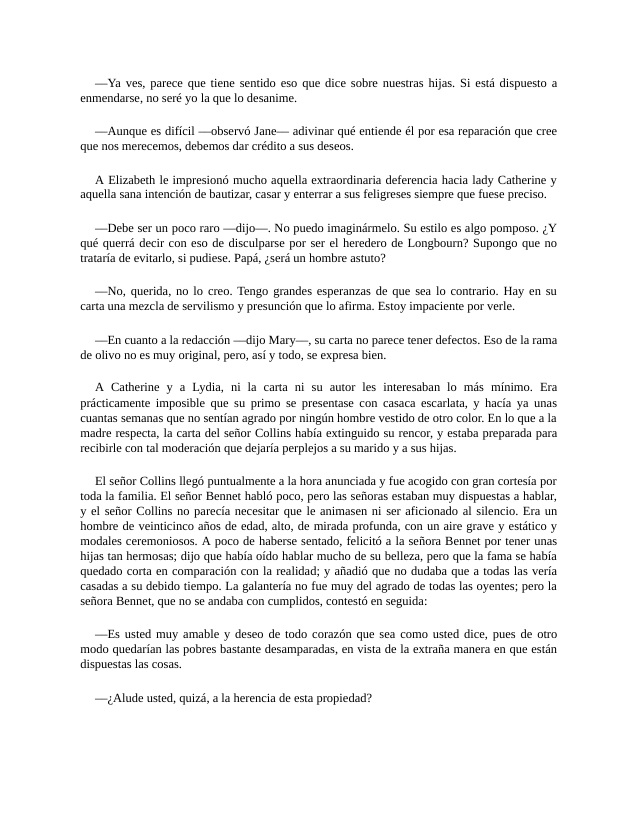 —Ya ves, parece que tiene sentido eso que dice sobre nuestras hijas. Si está dispuesto a
enmendarse, no seré yo la que lo desanime.
—Aunque es difícil —observó Jane— adivinar qué entiende él por esa reparación que cree
que nos merecemos, debemos dar crédito a sus deseos.
A Elizabeth le impresionó mucho aquella extraordinaria deferencia hacia lady Catherine y
aquella sana intención de bautizar, casar y enterrar a sus feligreses siempre que fuese preciso.
—Debe ser un poco raro —dijo—. No puedo imaginármelo. Su estilo es algo pomposo. ¿Y
qué querrá decir con eso de disculparse por ser el heredero de Longbourn? Supongo que no
trataría de evitarlo, si pudiese. Papá, ¿será un hombre astuto?
—No, querida, no lo creo. Tengo grandes esperanzas de que sea lo contrario. Hay en su
carta una mezcla de servilismo y presunción que lo afirma. Estoy impaciente por verle.
—En cuanto a la redacción —dijo Mary—, su carta no parece tener defectos. Eso de la rama
de olivo no es muy original, pero, así y todo, se expresa bien.
A Catherine y a Lydia, ni la carta ni su autor les interesaban lo más mínimo. Era
prácticamente imposible que su primo se presentase con casaca escarlata, y hacía ya unas
cuantas semanas que no sentían agrado por ningún hombre vestido de otro color. En lo que a la
madre respecta, la carta del señor Collins había extinguido su rencor, y estaba preparada para
recibirle con tal moderación que dejaría perplejos a su marido y a sus hijas.
El señor Collins llegó puntualmente a la hora anunciada y fue acogido con gran cortesía por
toda la familia. El señor Bennet habló poco, pero las señoras estaban muy dispuestas a hablar,
y el señor Collins no parecía necesitar que le animasen ni ser aficionado al silencio. Era un
hombre de veinticinco años de edad, alto, de mirada profunda, con un aire grave y estático y
modales ceremoniosos. A poco de haberse sentado, felicitó a la señora Bennet por tener unas
hijas tan hermosas; dijo que había oído hablar mucho de su belleza, pero que la fama se había
quedado corta en comparación con la realidad; y añadió que no dudaba que a todas las vería
casadas a su debido tiempo. La galantería no fue muy del agrado de todas las oyentes; pero la
señora Bennet, que no se andaba con cumplidos, contestó en seguida:
—Es usted muy amable y deseo de todo corazón que sea como usted dice, pues de otro
modo quedarían las pobres bastante desamparadas, en vista de la extraña manera en que están
dispuestas las cosas.
—¿Alude usted, quizá, a la herencia de esta propiedad?